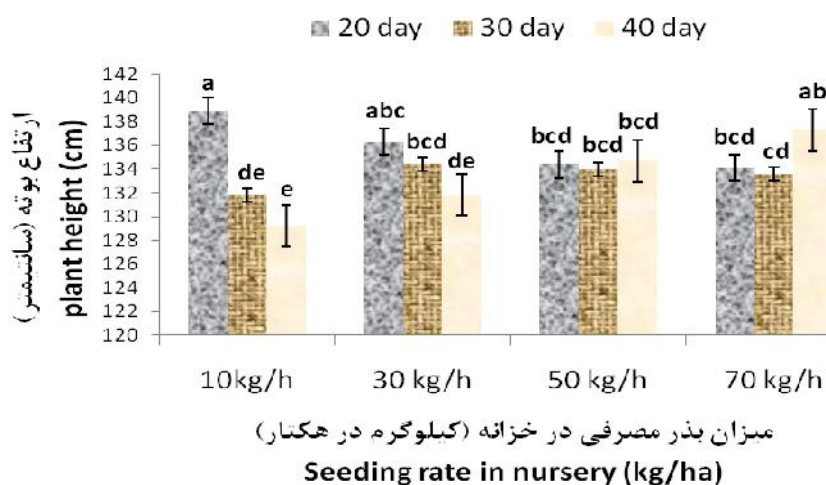 20 day 30 day 40 day
ارتفاع بوته (سانتیمتر)
plant height (cm)
142
140
138
136
134
132
130
128
126
124
122
120
a
de
e
abc
bcd
de
bcd
bcd
bcd
bcd
cd
ab
10kg/h 30 kg/h 50 kg/h 70 kg/h
میزان بذر مصرفی در خزانه (کیلوگرم در هکتار)
Seeding rate in nursery (kg/ha)